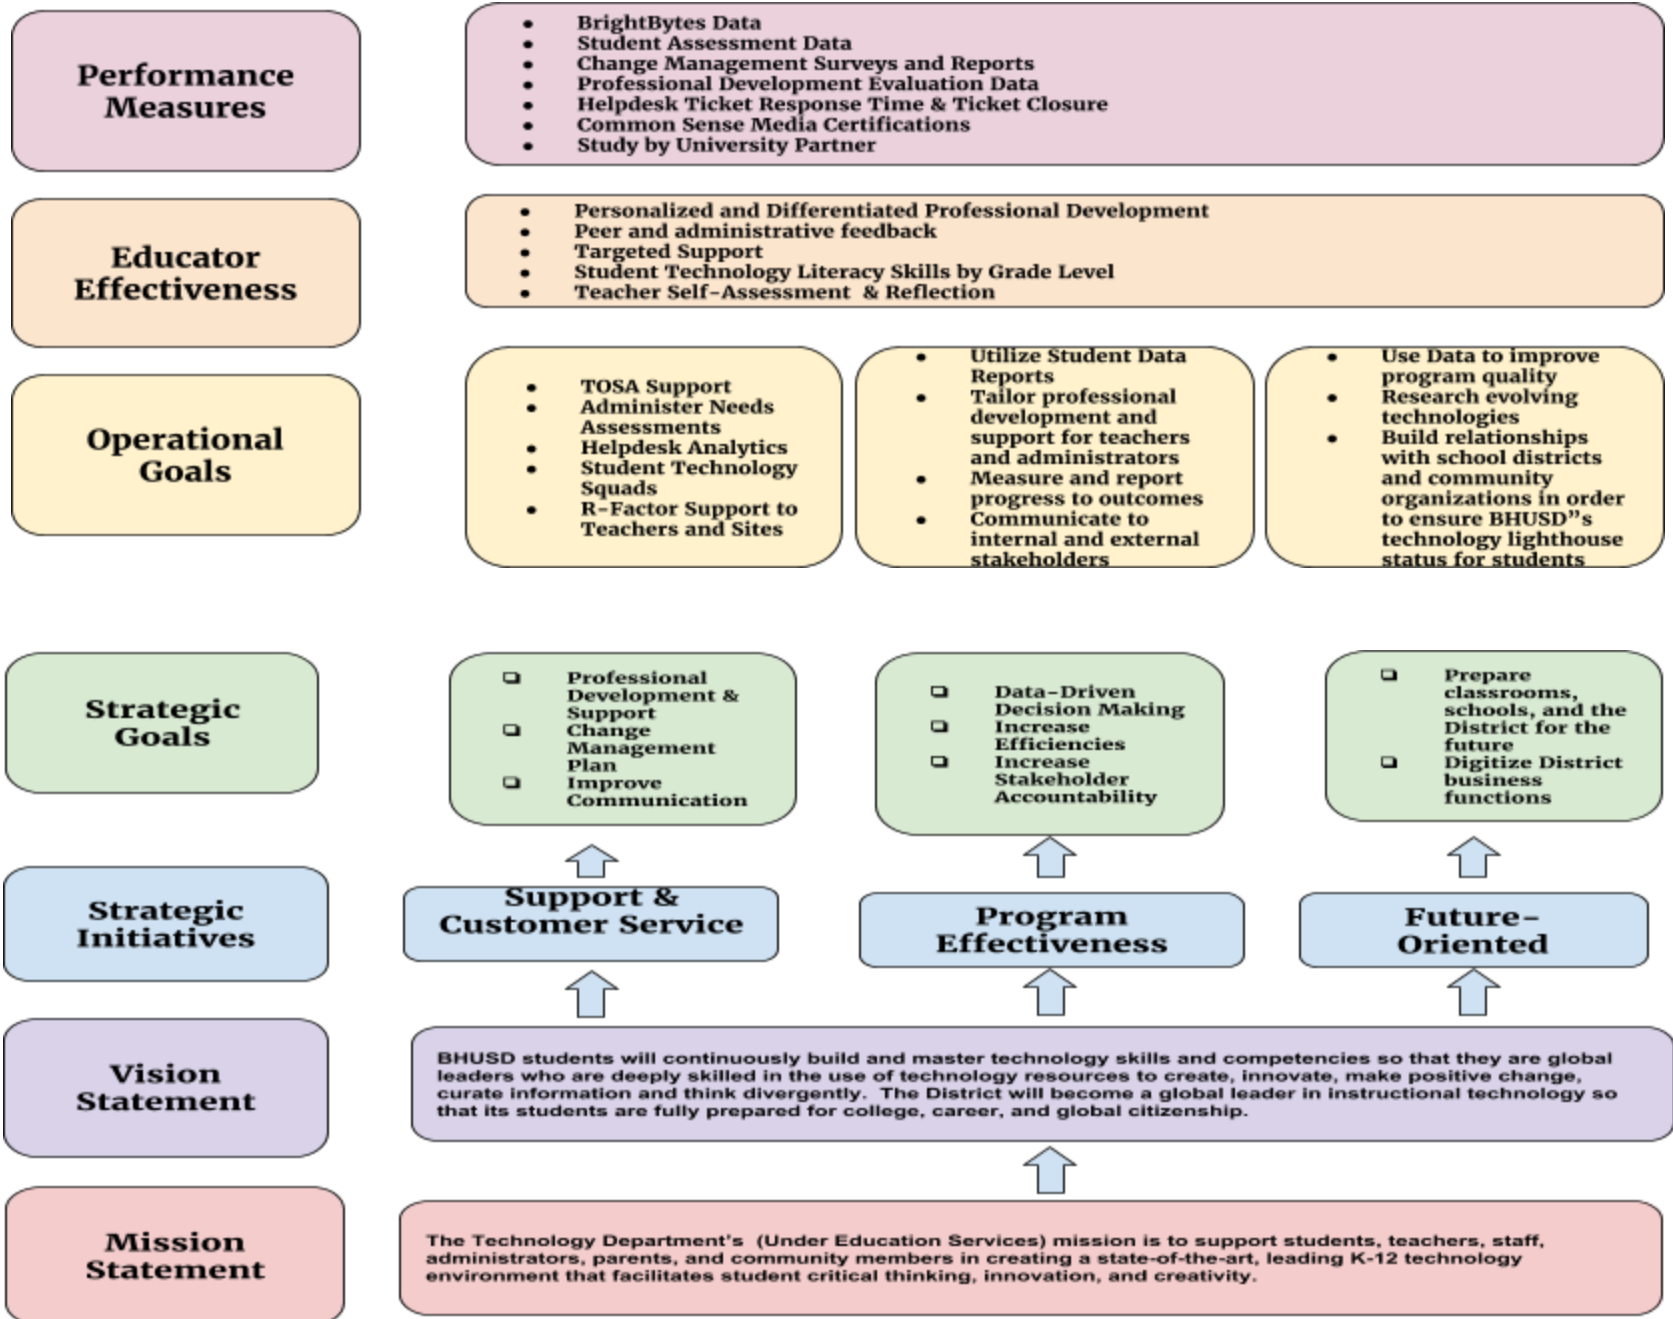 Performance
Measures
● BrightBytes Data
● Student Assessment Data
● Change Management Surveys and Reports
● Professional Development Evaluation Data
● Helpdesk Ticket Response Time & Ticket Closure
● Common Sense Media Certifications
● Study by University Partner
Educator
Effectiveness
● Personalized and Differentiated Professional Development
● Peer and administrative feedback
● Targeted Support
● Student Technology Literacy Skills by Grade Level
● Teacher Self-Assessment & Reflection
Operational
Goals
● TOSA Support
● Administer Needs
Assessments
● Helpdesk Analytics
● Student Technology
Squads
● R-Factor Support to
Teachers and Sites
● Utilize Student Data
Reports
● Tailor professional
development and
support for teachers
and administrators
● Measure and report
progress to outcomes
● Communicate to
internal and external
stakeholders
● Use Data to improve
program quality
● Research evolving
technologies
● Build relationships
with school districts
and community
organizations in order
to ensure BHUSD”s
technology lighthouse
status for students
Strategic
Goals
❏ Professional
Development &
Support
❏ Change
Management
Plan
❏ Improve
Communication
❏ Data-Driven
Decision Making
❏ Increase
Efficiencies
❏ Increase
Stakeholder
Accountability
❏ Prepare
classrooms,
schools, and the
District for the
future
❏ Digitize District
business
functions
Strategic
Initiatives
Support &
Customer Service
Program
Effectiveness
Future-
Oriented
Vision
Statement
BHUSD students will continuously build and master technology skills and competencies so that they are global
leaders who are deeply skilled in the use of technology resources to create, innovate, make positive change,
curate information and think divergently. The District will become a global leader in instructional technology so
that its students are fully prepared for college, career, and global citizenship.
Mission
Statement
The Technology Department's (Under Education Services) mission is to support students, teachers, staff,
administrators, parents, and community members in creating a state-of-the-art, leading K-12 technology
environment that facilitates student critical thinking, innovation, and creativity.